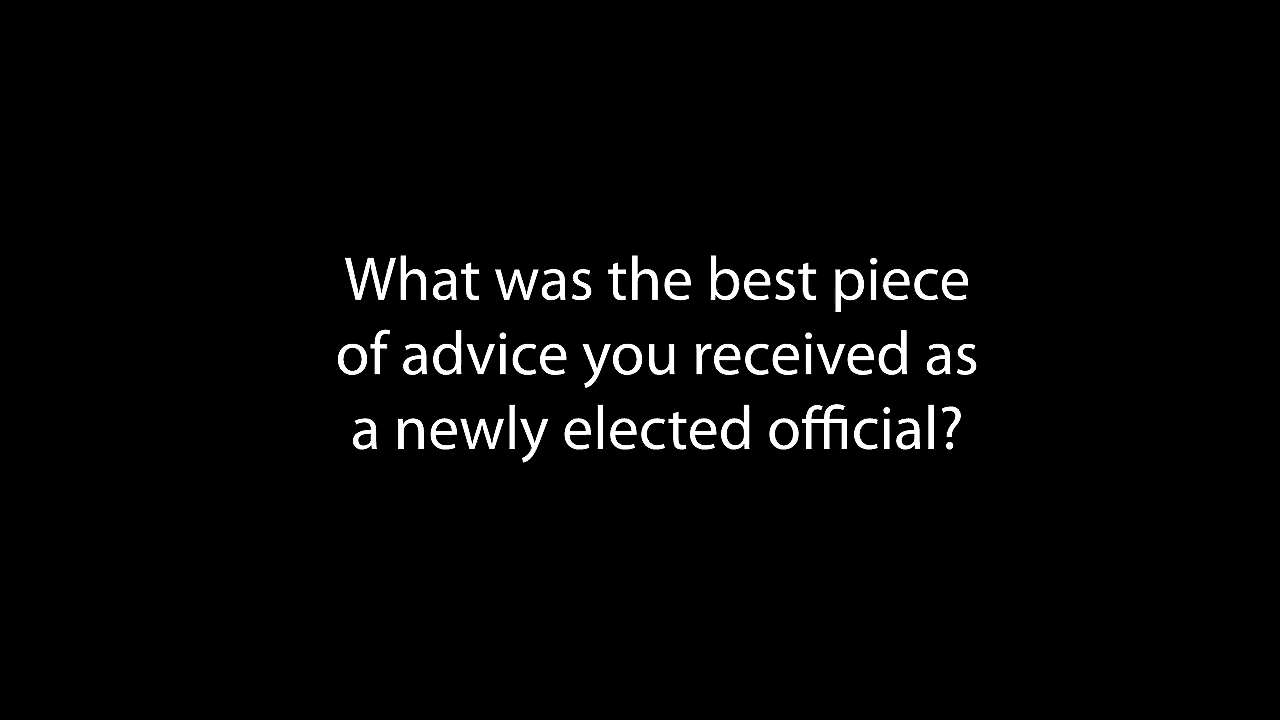 What was the best piece
of advice you received as
a newly elected official?